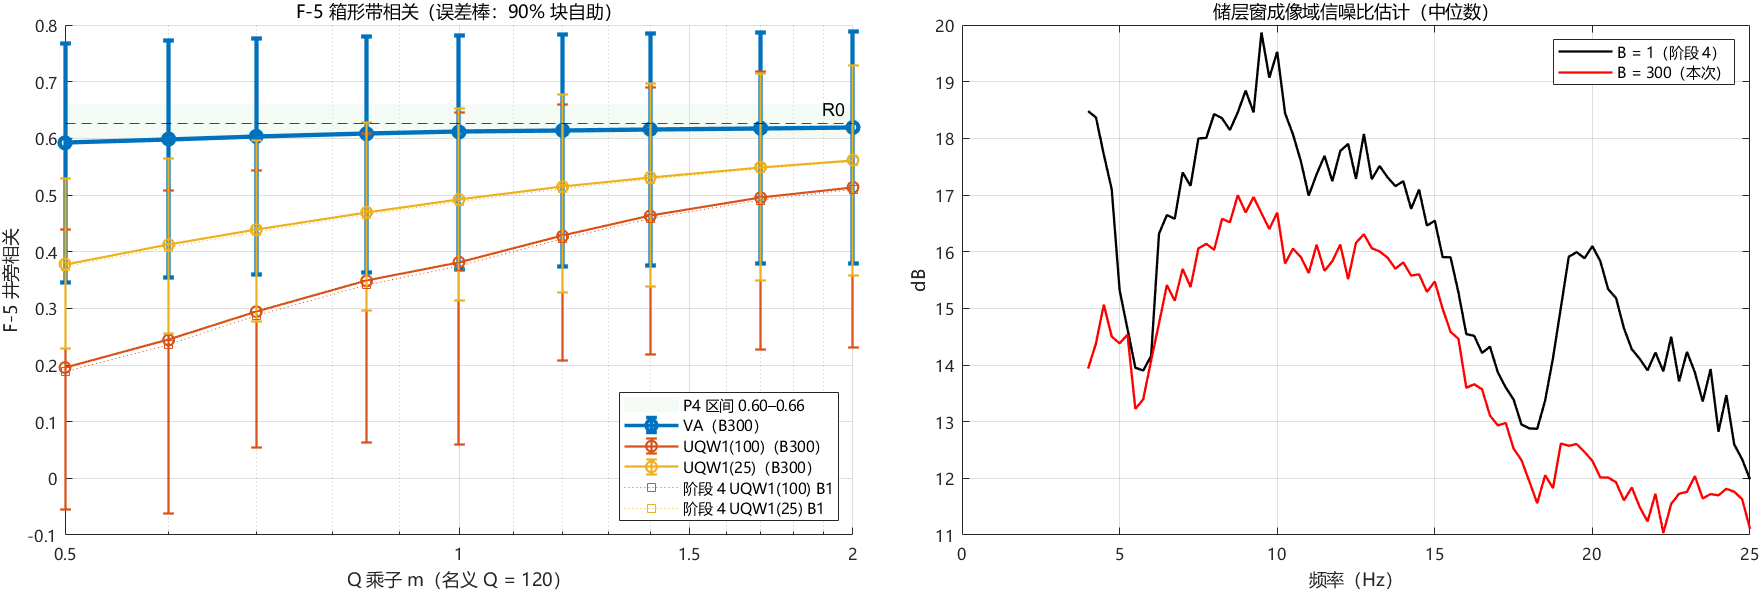 F-5 箱形带相关（误差棒：90% 块自助）
0.8
0.7
0.6
0.5
0.4
0.3
0.2
0.1
0
-0.1
F-5 井旁相关
R0
P4 区间 0.60–0.66
VA（B300）
UQW1(100)（B300）
UQW1(25)（B300）
阶段 4 UQW1(100) B1
阶段 4 UQW1(25) B1
0.5
1
1.5
2
Q 乘子 m（名义 Q = 120）
储层窗成像域信噪比估计（中位数）
20
19
18
17
16
15
14
13
12
11
dB
B = 1（阶段 4）
B = 300（本次）
0
5
10
15
20
25
频率（Hz）